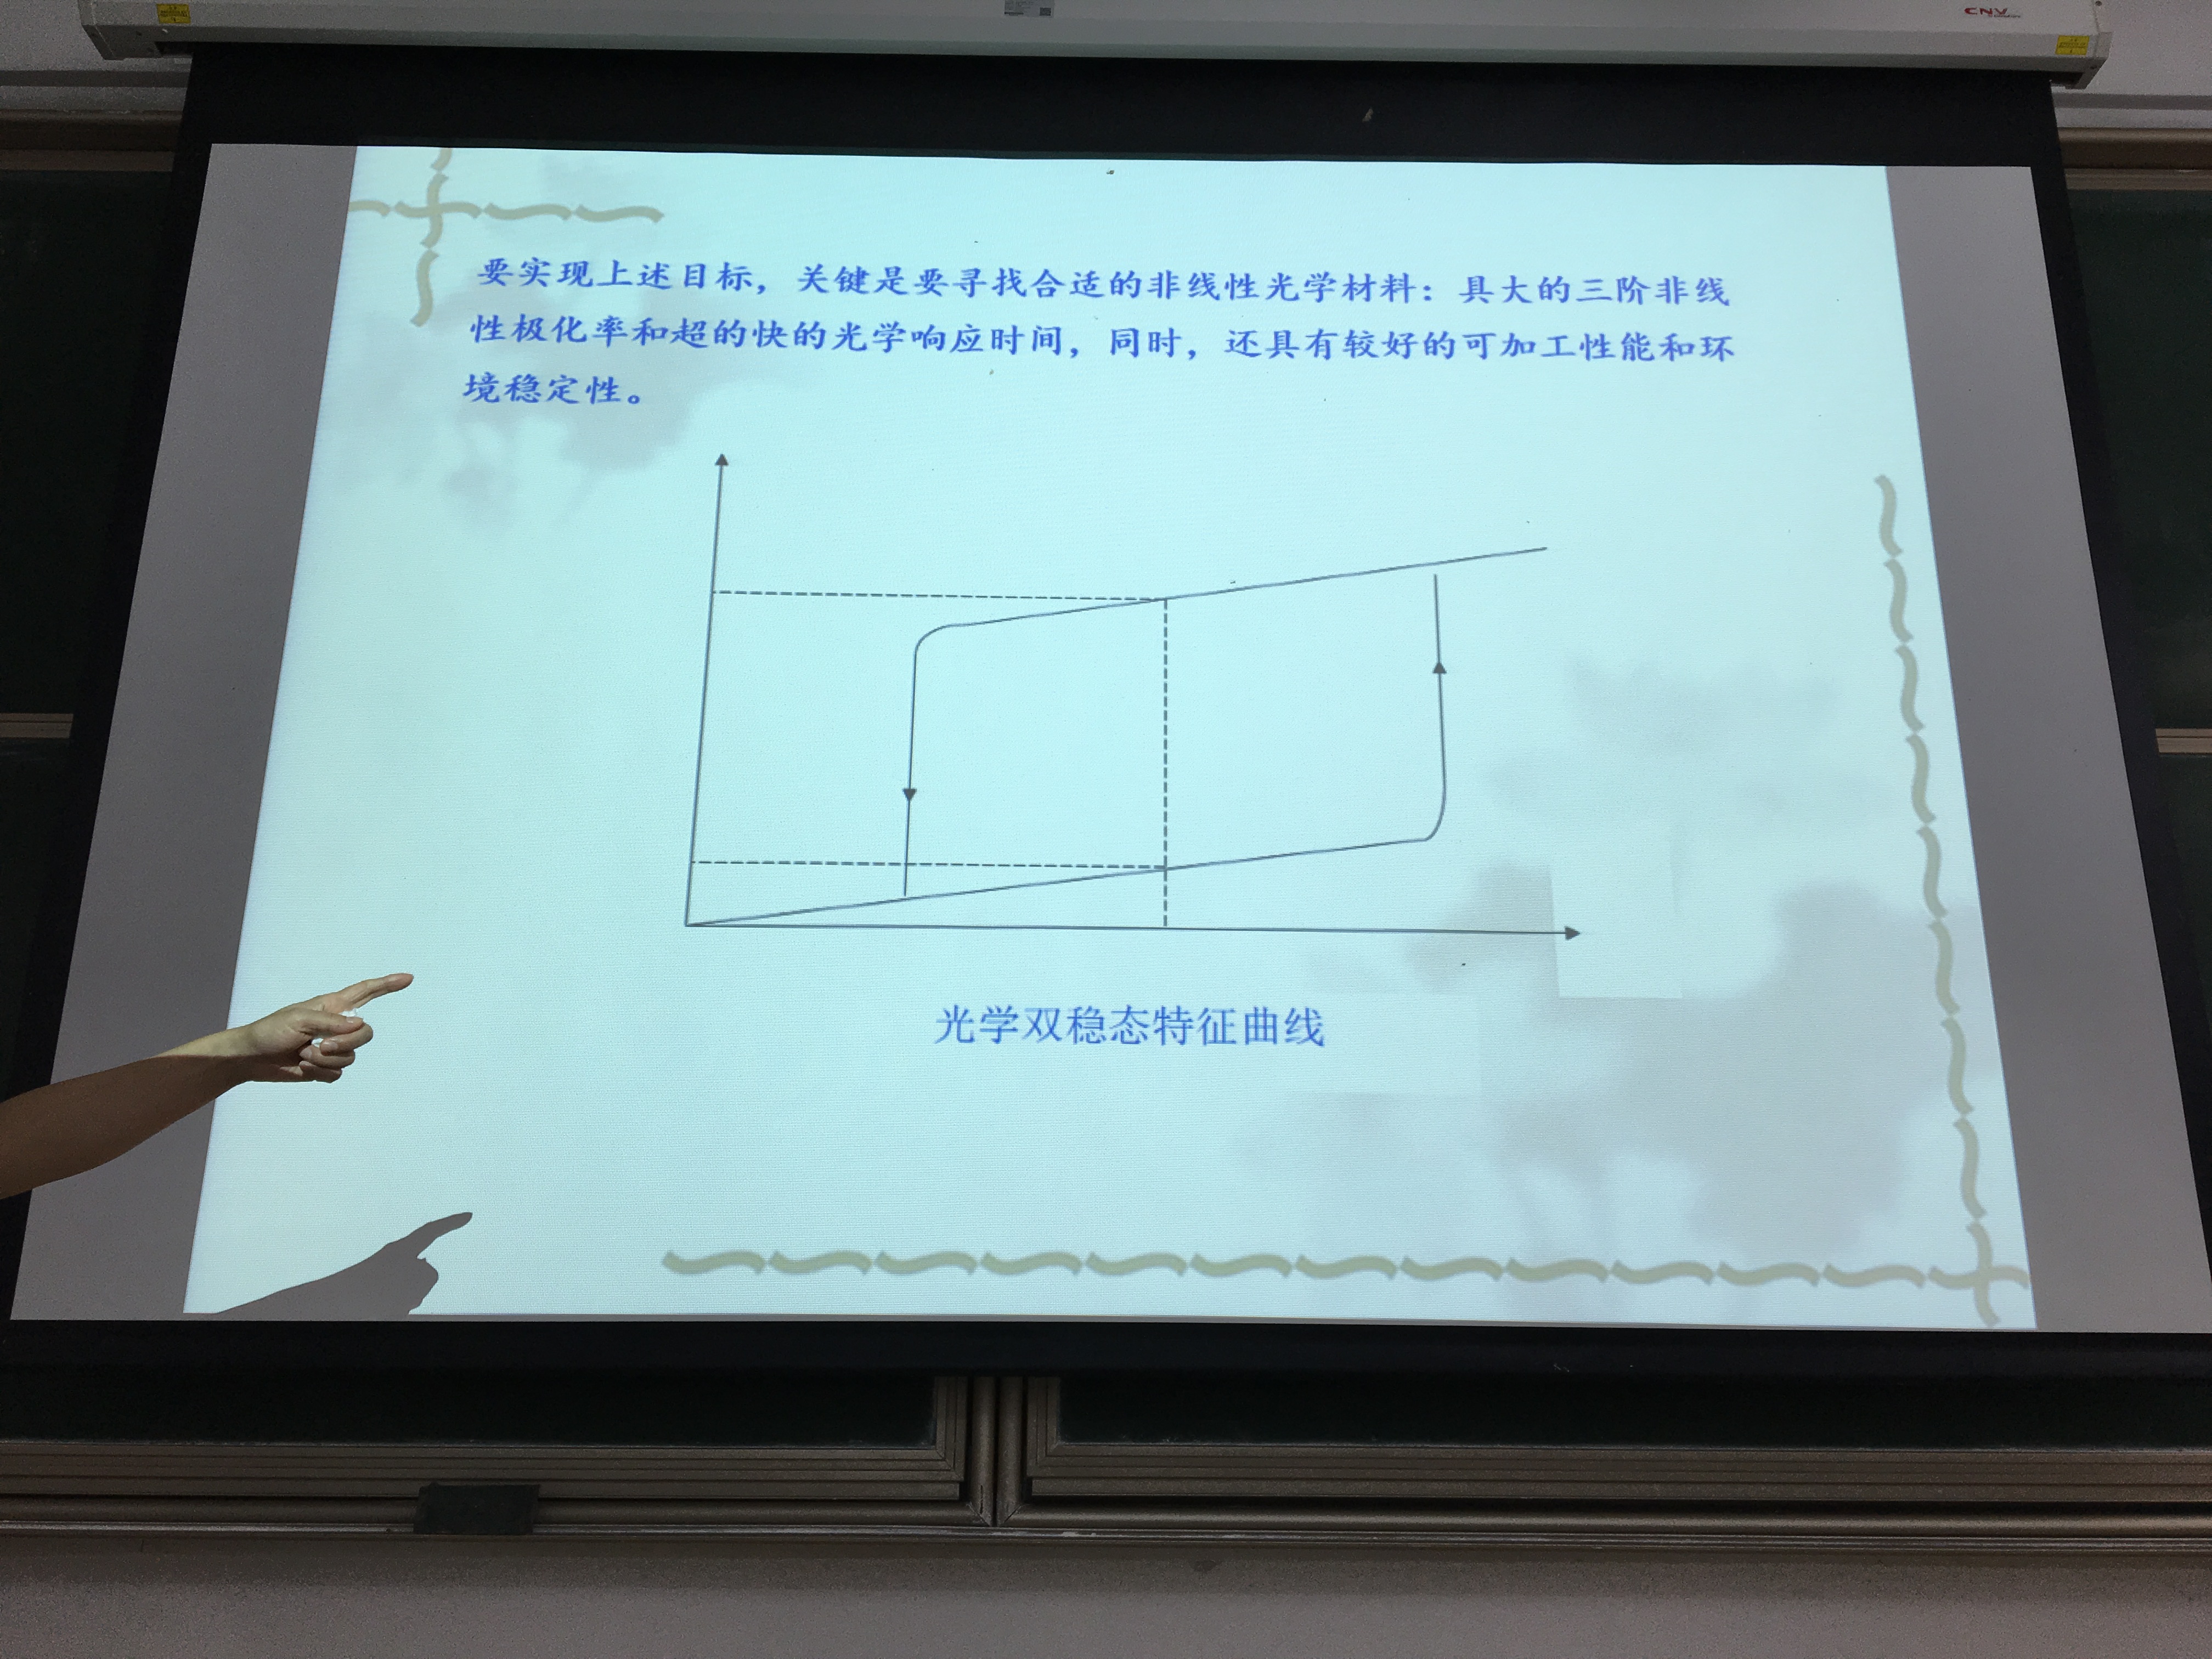 CNV
要实现上述目标，关键是要寻找合适的非线性光学材料：具大的三阶非线
性极化率和超的快的光学响应时间，同时，还具有较好的可加工性能和环
境稳定性。
光学双稳态特征曲线